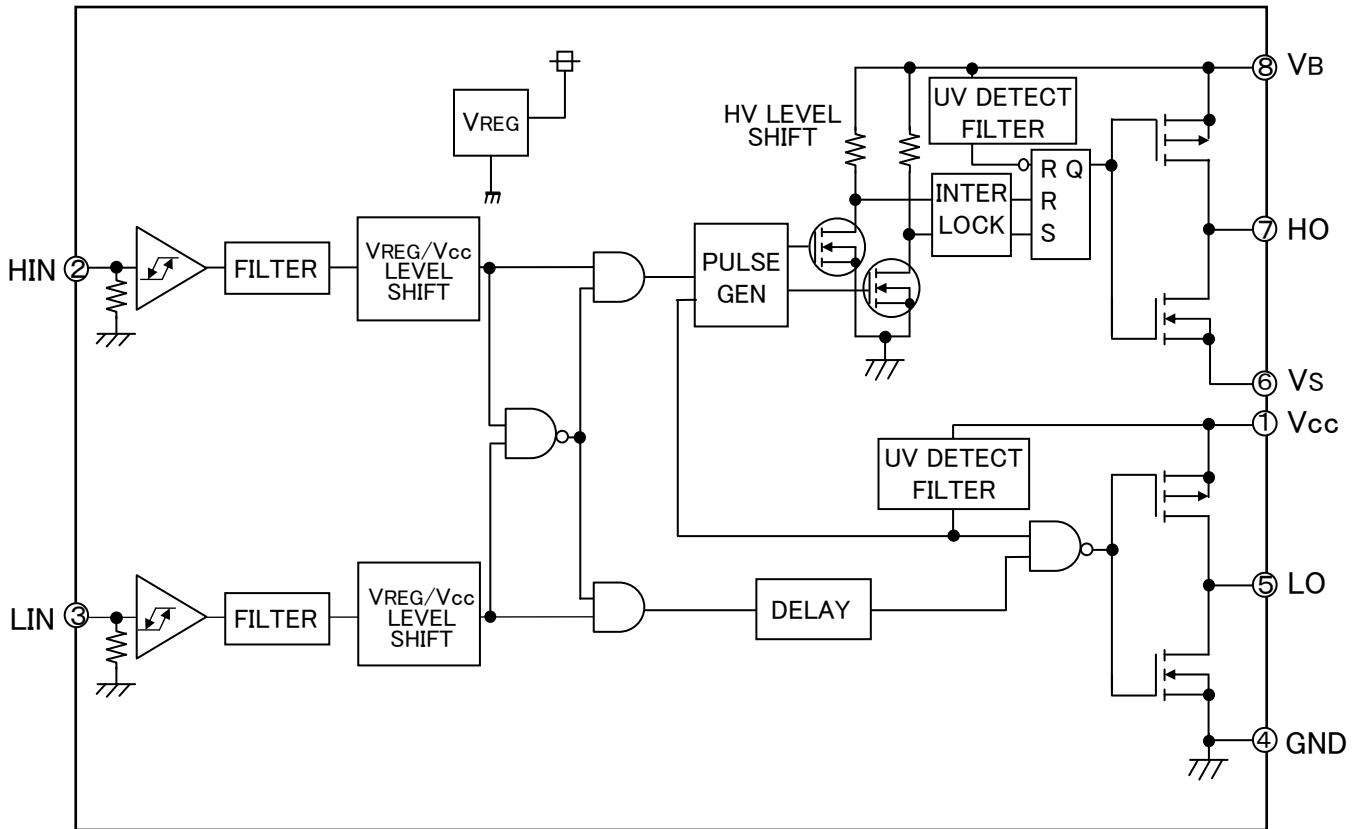 ⑧ VB
UV DETECT
FILTER
HV LEVEL
SHIFT
VREG
R Q
R
S
INTER
LOCK
⑦ HO
HIN ②
FILTER
VREG/Vcc
LEVEL
SHIFT
PULSE
GEN
⑥ VS
① Vcc
UV DETECT
FILTER
⑤ LO
LIN ③
FILTER
VREG/Vcc
LEVEL
SHIFT
DELAY
④ GND